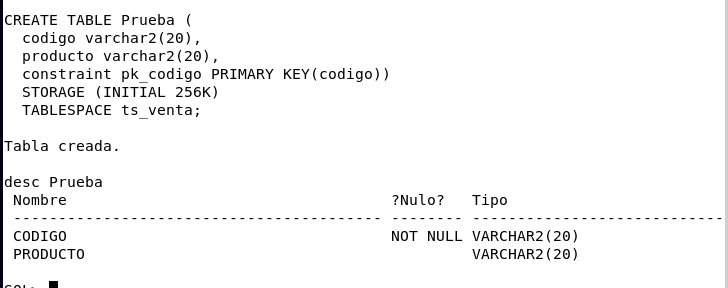 CREATE TABLE Prueba (
codigo varchar2(20),
producto varchar2(20),
constraint pk_codigo PRIMARY KEY(codigo))
STORAGE (INITIAL 256K)
TABLESPACE ts_venta;
Tabla creada.
desc Prueba
Nombre ?Nulo? Tipo
----------------------------------------- -------- ----------------------------
CODIGO NOT NULL VARCHAR2(20)
PRODUCTO VARCHAR2(20)
SQL>